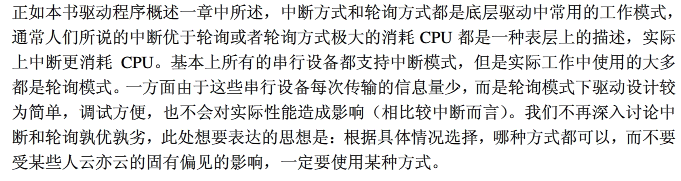 正如本书驱动程序概述一章中所述，中断方式和轮询方式都是底层驱动中常用的工作模式，
通常人们所说的中断优于轮询或者轮询方式极大的消耗 CPU 都是一种表层上的描述，实际
上中断更消耗 CPU。基本上所有的串行设备都支持中断模式，但是实际工作中使用的大多
都是轮询模式。一方面由于这些串行设备每次传输的信息量少，而是轮询模式下驱动设计较
为简单，调试方便，也不会对实际性能造成影响（相比较中断而言）。我们不再深入讨论中
断和轮询孰优孰劣，此处想要表达的思想是：根据具体情况选择，哪种方式都可以，而不要
受某些人云亦云的固有偏见的影响，一定要使用某种方式。